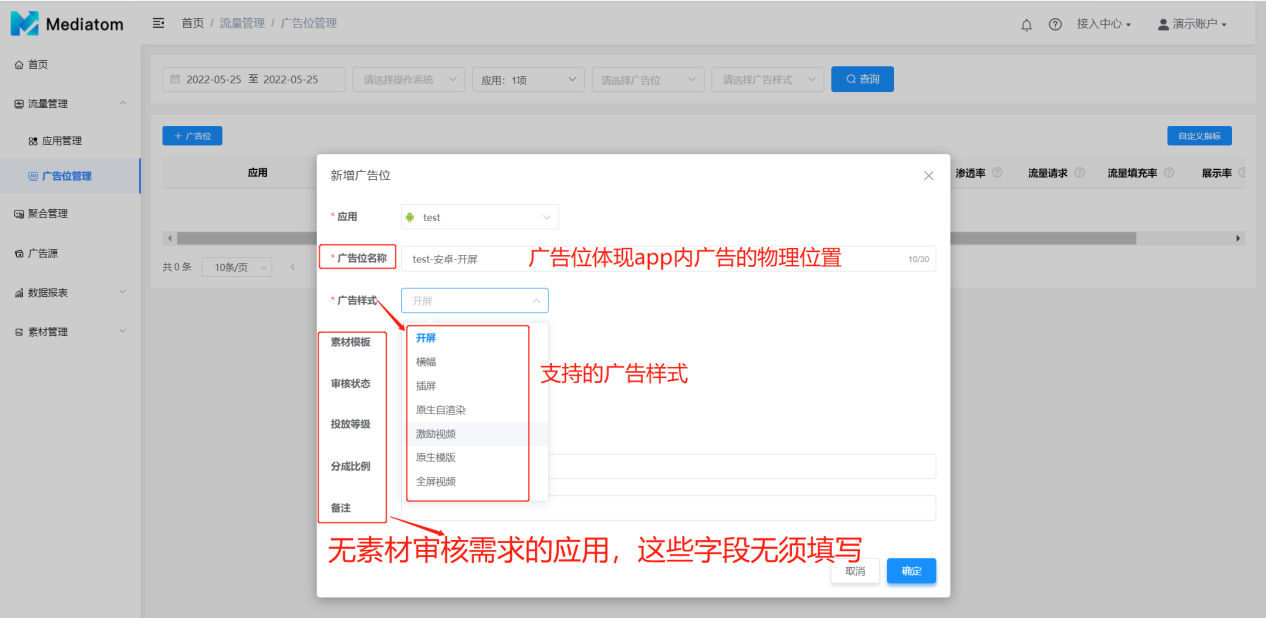 Mediatom
首页 / 流量管理 / 广告位管理
接入中心
演示账户
首页
流量管理
应用管理
广告位管理
聚合管理
广告源
数据报表
素材管理
2022-05-25 至 2022-05-25
请选择操作系统
应用：1项
请选择广告位
请选择广告样式
查询
+ 广告位
自定义指标
应用
渗透率
流量请求
流量填充率
展示率
共 0 条
10条/页
新增广告位
* 应用
test
* 广告位名称
test-安卓-开屏
10/30
广告位体现app内广告的物理位置
* 广告样式
开屏
素材模板
审核状态
投放等级
分成比例
备注
开屏
横幅
插屏
原生自渲染
激励视频
原生模版
全屏视频
支持的广告样式
无素材审核需求的应用，这些字段无须填写
取消
确定